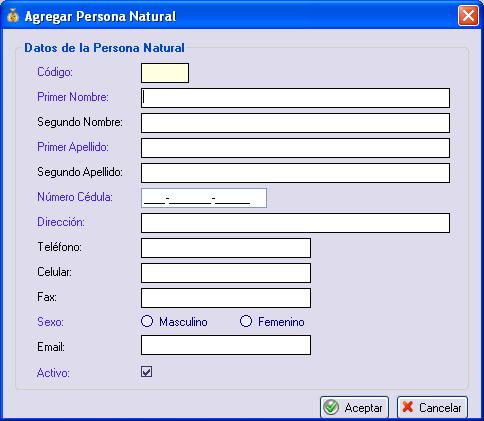 Agregar Persona Natural
Datos de la Persona Natural
Código:
Primer Nombre:
Segundo Nombre:
Primer Apellido:
Segundo Apellido:
Número Cédula: ___-______-_____
Dirección:
Teléfono:
Celular:
Fax:
Sexo: Masculino Femenino
Email:
Activo:
Aceptar Cancelar